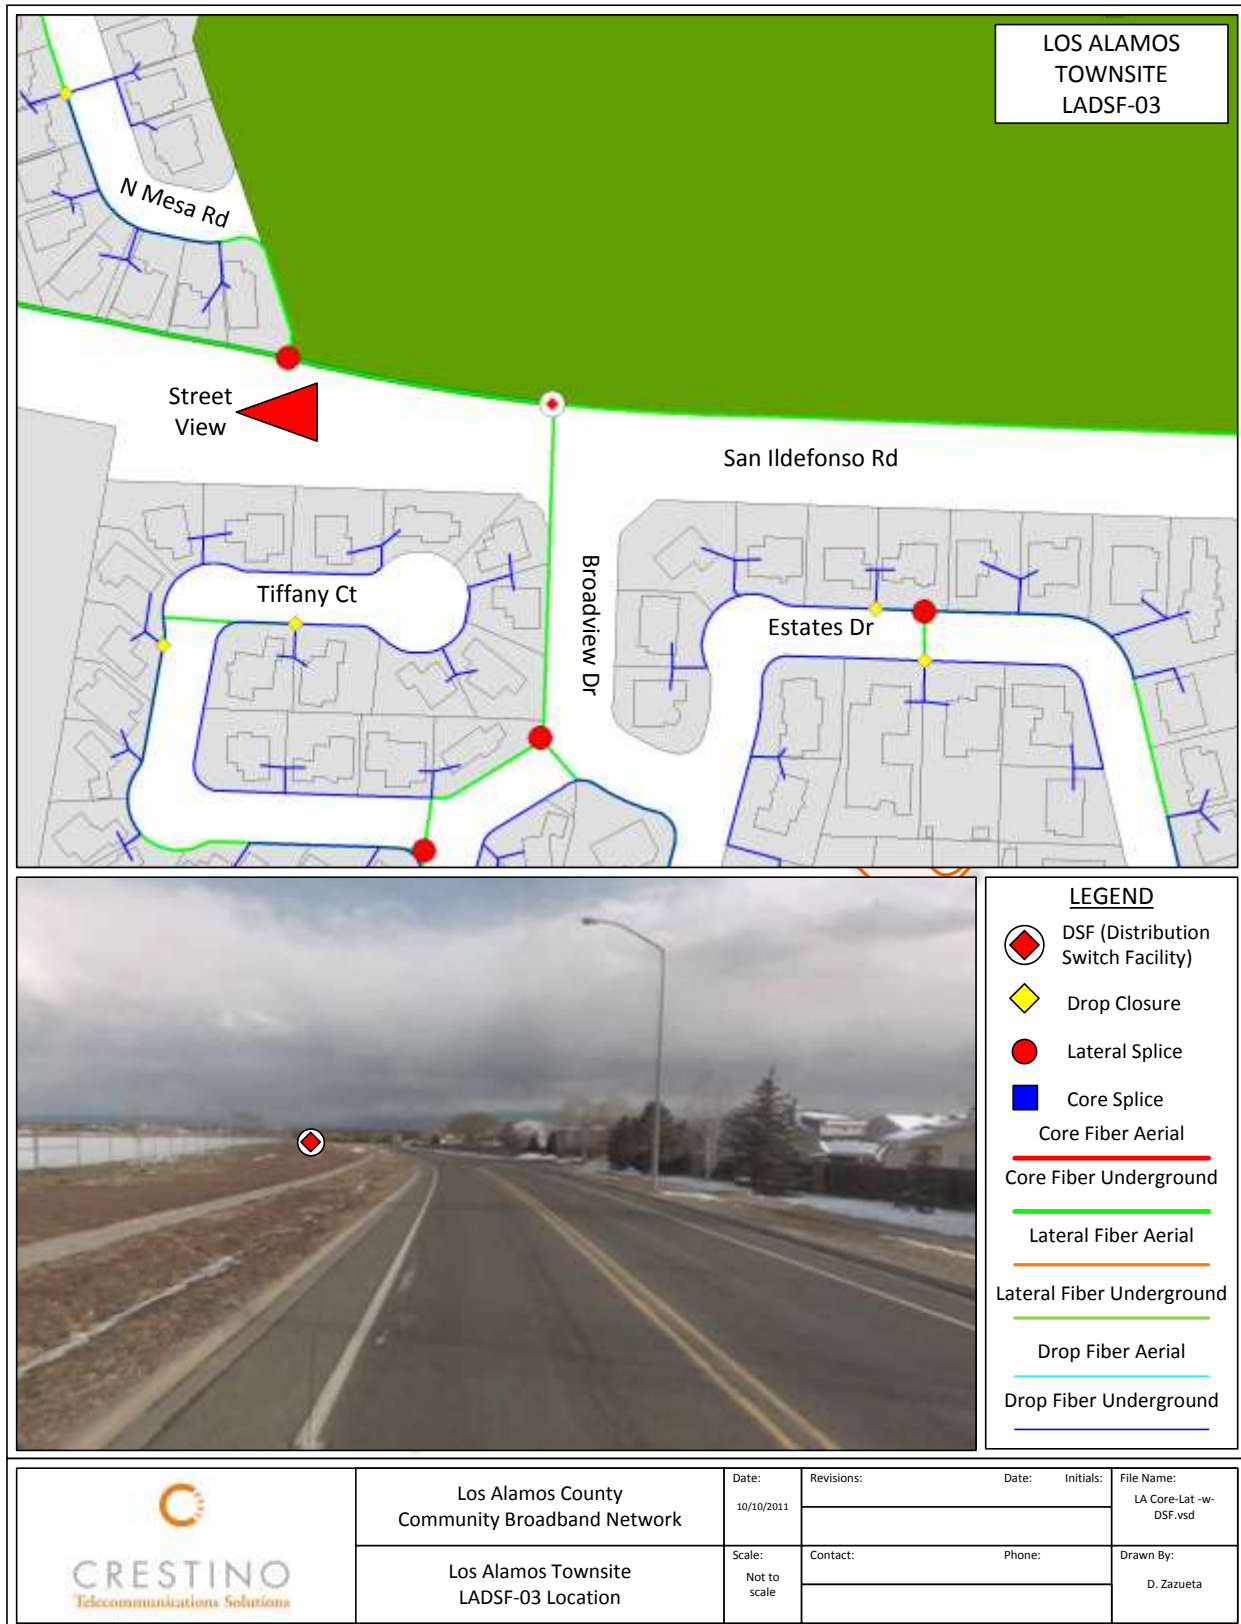 LOS ALAMOS
TOWNSITE
LADSF-03
N Mesa Rd
Street
View
San Ildefonso Rd
Broadview Dr
Tiffany Ct
Estates Dr
LEGEND
DSF (Distribution
Switch Facility)
Drop Closure
Lateral Splice
Core Splice
Core Fiber Aerial
Core Fiber Underground
Lateral Fiber Aerial
Lateral Fiber Underground
Drop Fiber Aerial
Drop Fiber Underground
CRESTINO
Telecommunications Solutions
Los Alamos County
Community Broadband Network
Los Alamos Townsite
LADSF-03 Location
Date:
10/10/2011
Revisions: Date: Initials:
File Name:
LA Core-Lat -w-
DSF.vsd
Scale:
Not to
scale
Contact: Phone:
Drawn By:
D. Zazueta